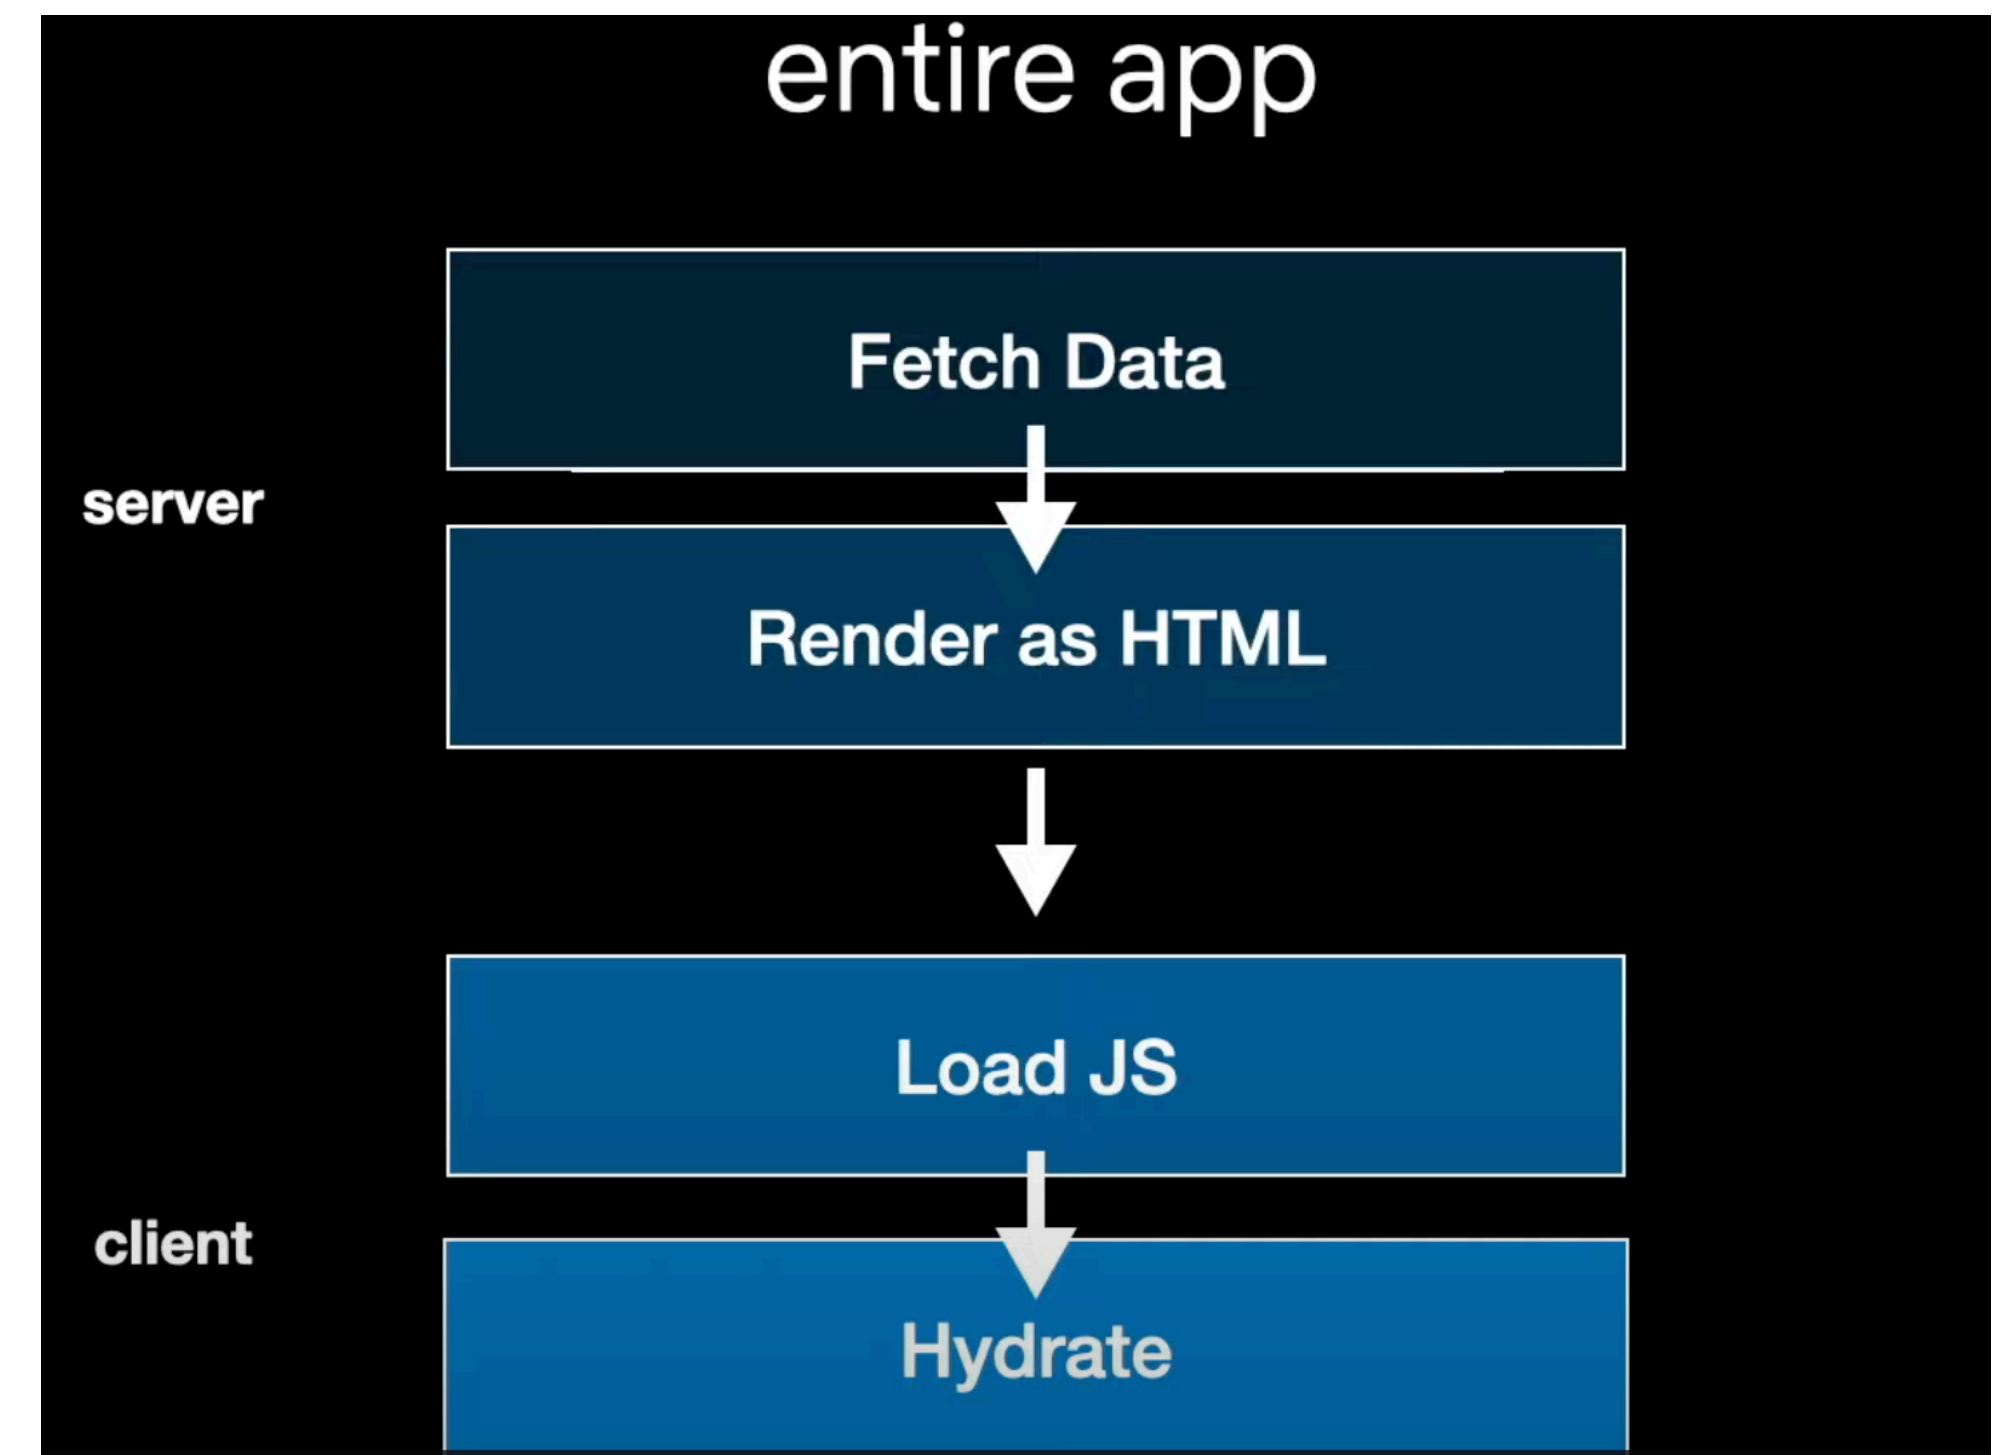 entire app
Fetch Data
server
Render as HTML
Load JS
client
Hydrate